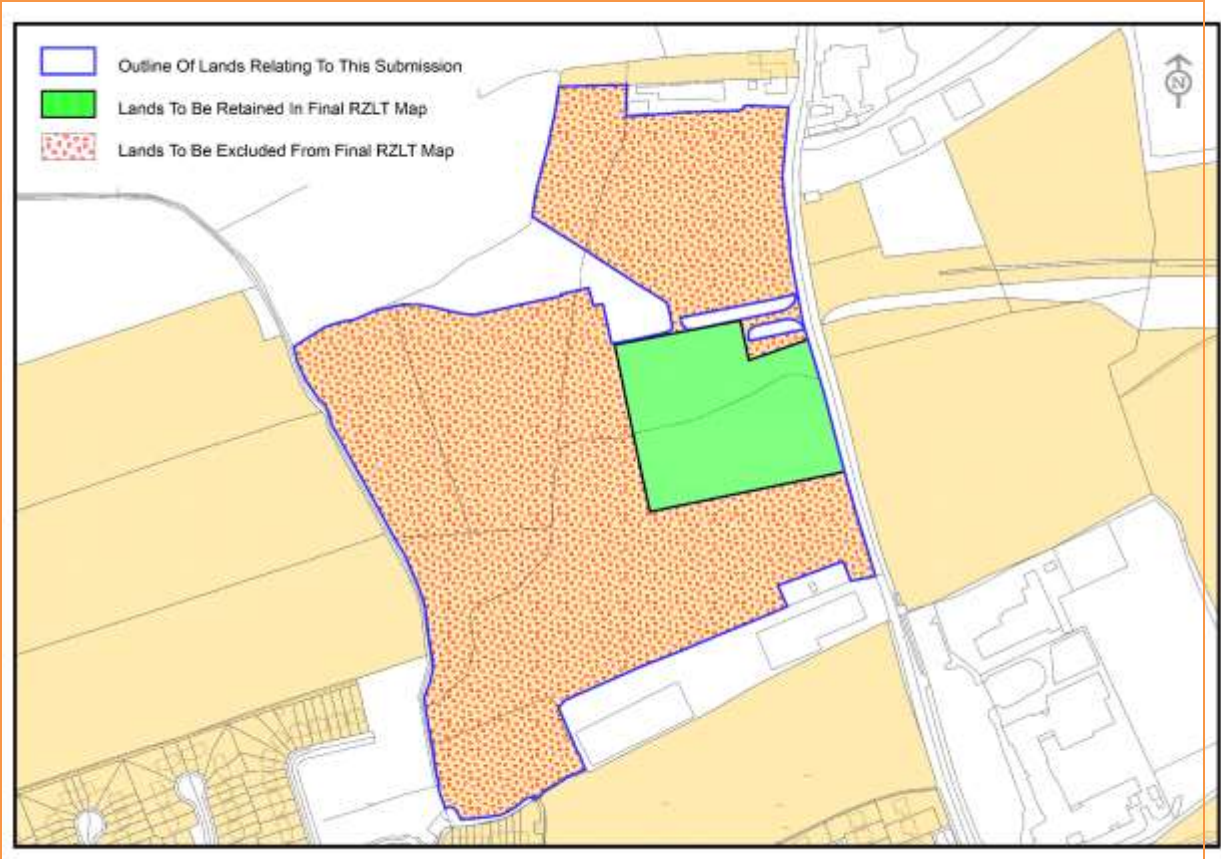 Outline Of Lands Relating To This Submission
Lands To Be Retained In Final RZLT Map
Lands To Be Excluded From Final RZLT Map
N